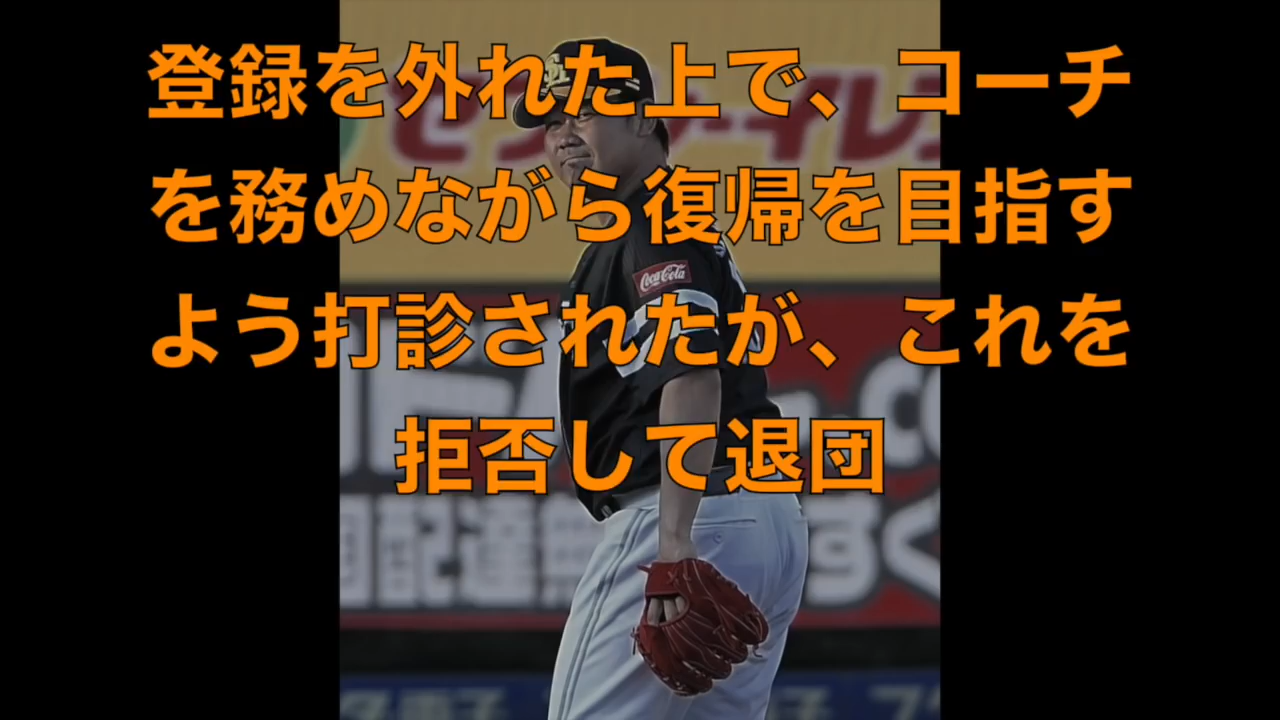 登録を外れた上で、コーチ
を務めながら復帰を目指す
よう打診されたが、これを
拒否して退団
Coca-Cola